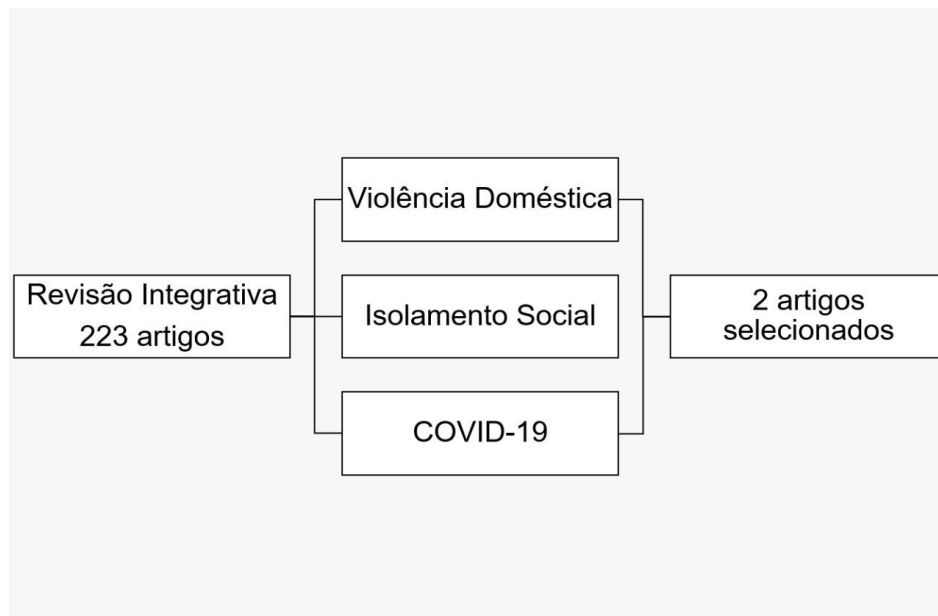 Revisão Integrativa
223 artigos
Violência Doméstica
Isolamento Social
COVID-19
2 artigos
selecionados